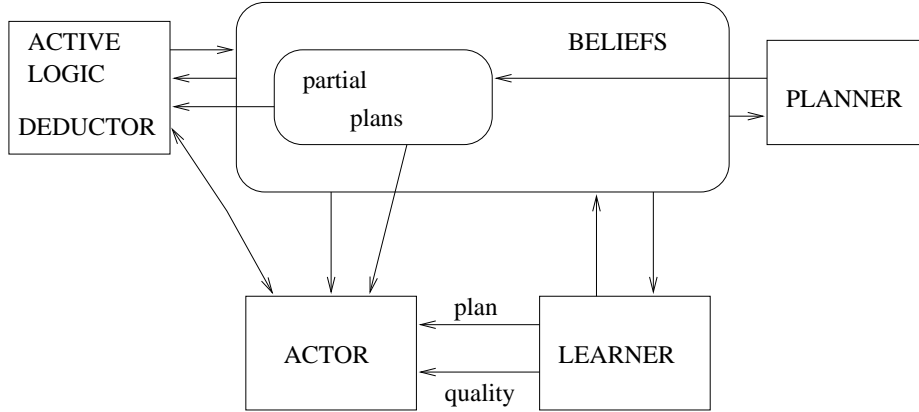 ACTIVE
LOGIC
DEDUCTOR
BELIEFS
partial
plans
PLANNER
plan
ACTOR
LEARNER
quality